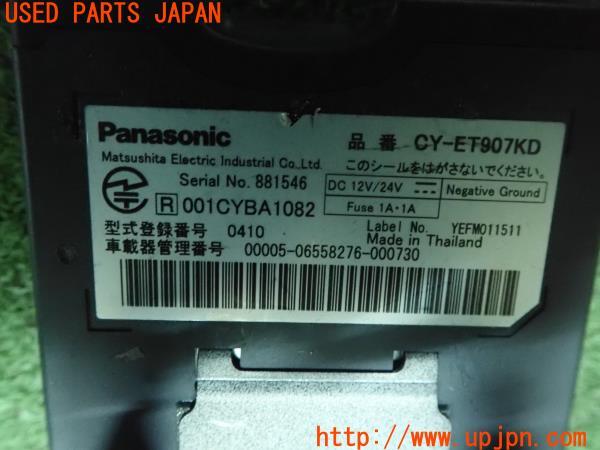 USED PARTS JAPAN
Panasonic
品 番 CY-ET907KD
Matsushita Electric Industrial Co.,Ltd.
このシールをはがさないでください。
Serial No. 881546
DC 12V/24V
Negative Ground
Fuse 1A・1A
R 001CYBA1082
型式登録番号 0410
Label No. YEFM011511
Made in Thailand
車載器管理番号 00005-06558276-000730
UPJ 会津
http://www.upjpn.com